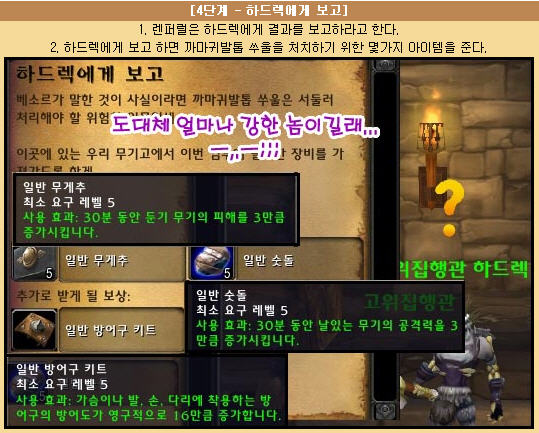 [4단계 - 하드렉에게 보고]
1. 렌퍼럴은 하드렉에게 결과를 보고하라고 한다.
2. 하드렉에게 보고 하면 까마귀발톱 쑤울을 처치하기 위한 몇가지 아이템을 준다.
하드렉에게 보고
베소르가 말한 것이 사실이라면 까마귀발톱 쑤울은 서둘러
처리해야 할 위험
도대체 얼마나 강한 놈이길래...
ㅡ,.ㅡ;;;
이곳에 있는 우리 무기고에서 이번 장비를 가
일반 무게추
최소 요구 레벨 5
사용 효과: 30분 동안 둔기 무기의 피해를 3만큼
증가시킵니다.
5 일반 무게추
5 일반 숫돌
위집행관 하드렉
고위집행관
추가로 받게 될 보상:
5 일반 방어구 키트
일반 숫돌
최소 요구 레벨 5
사용 효과: 30분 동안 날있는 무기의 공격력을 3
만큼 증가시킵니다.
일반 방어구 키트
최소 요구 레벨 5
사용 효과: 가슴이나 발, 손, 다리에 착용하는 방
어구의 방어도가 영구적으로 16만큼 증가합니다.